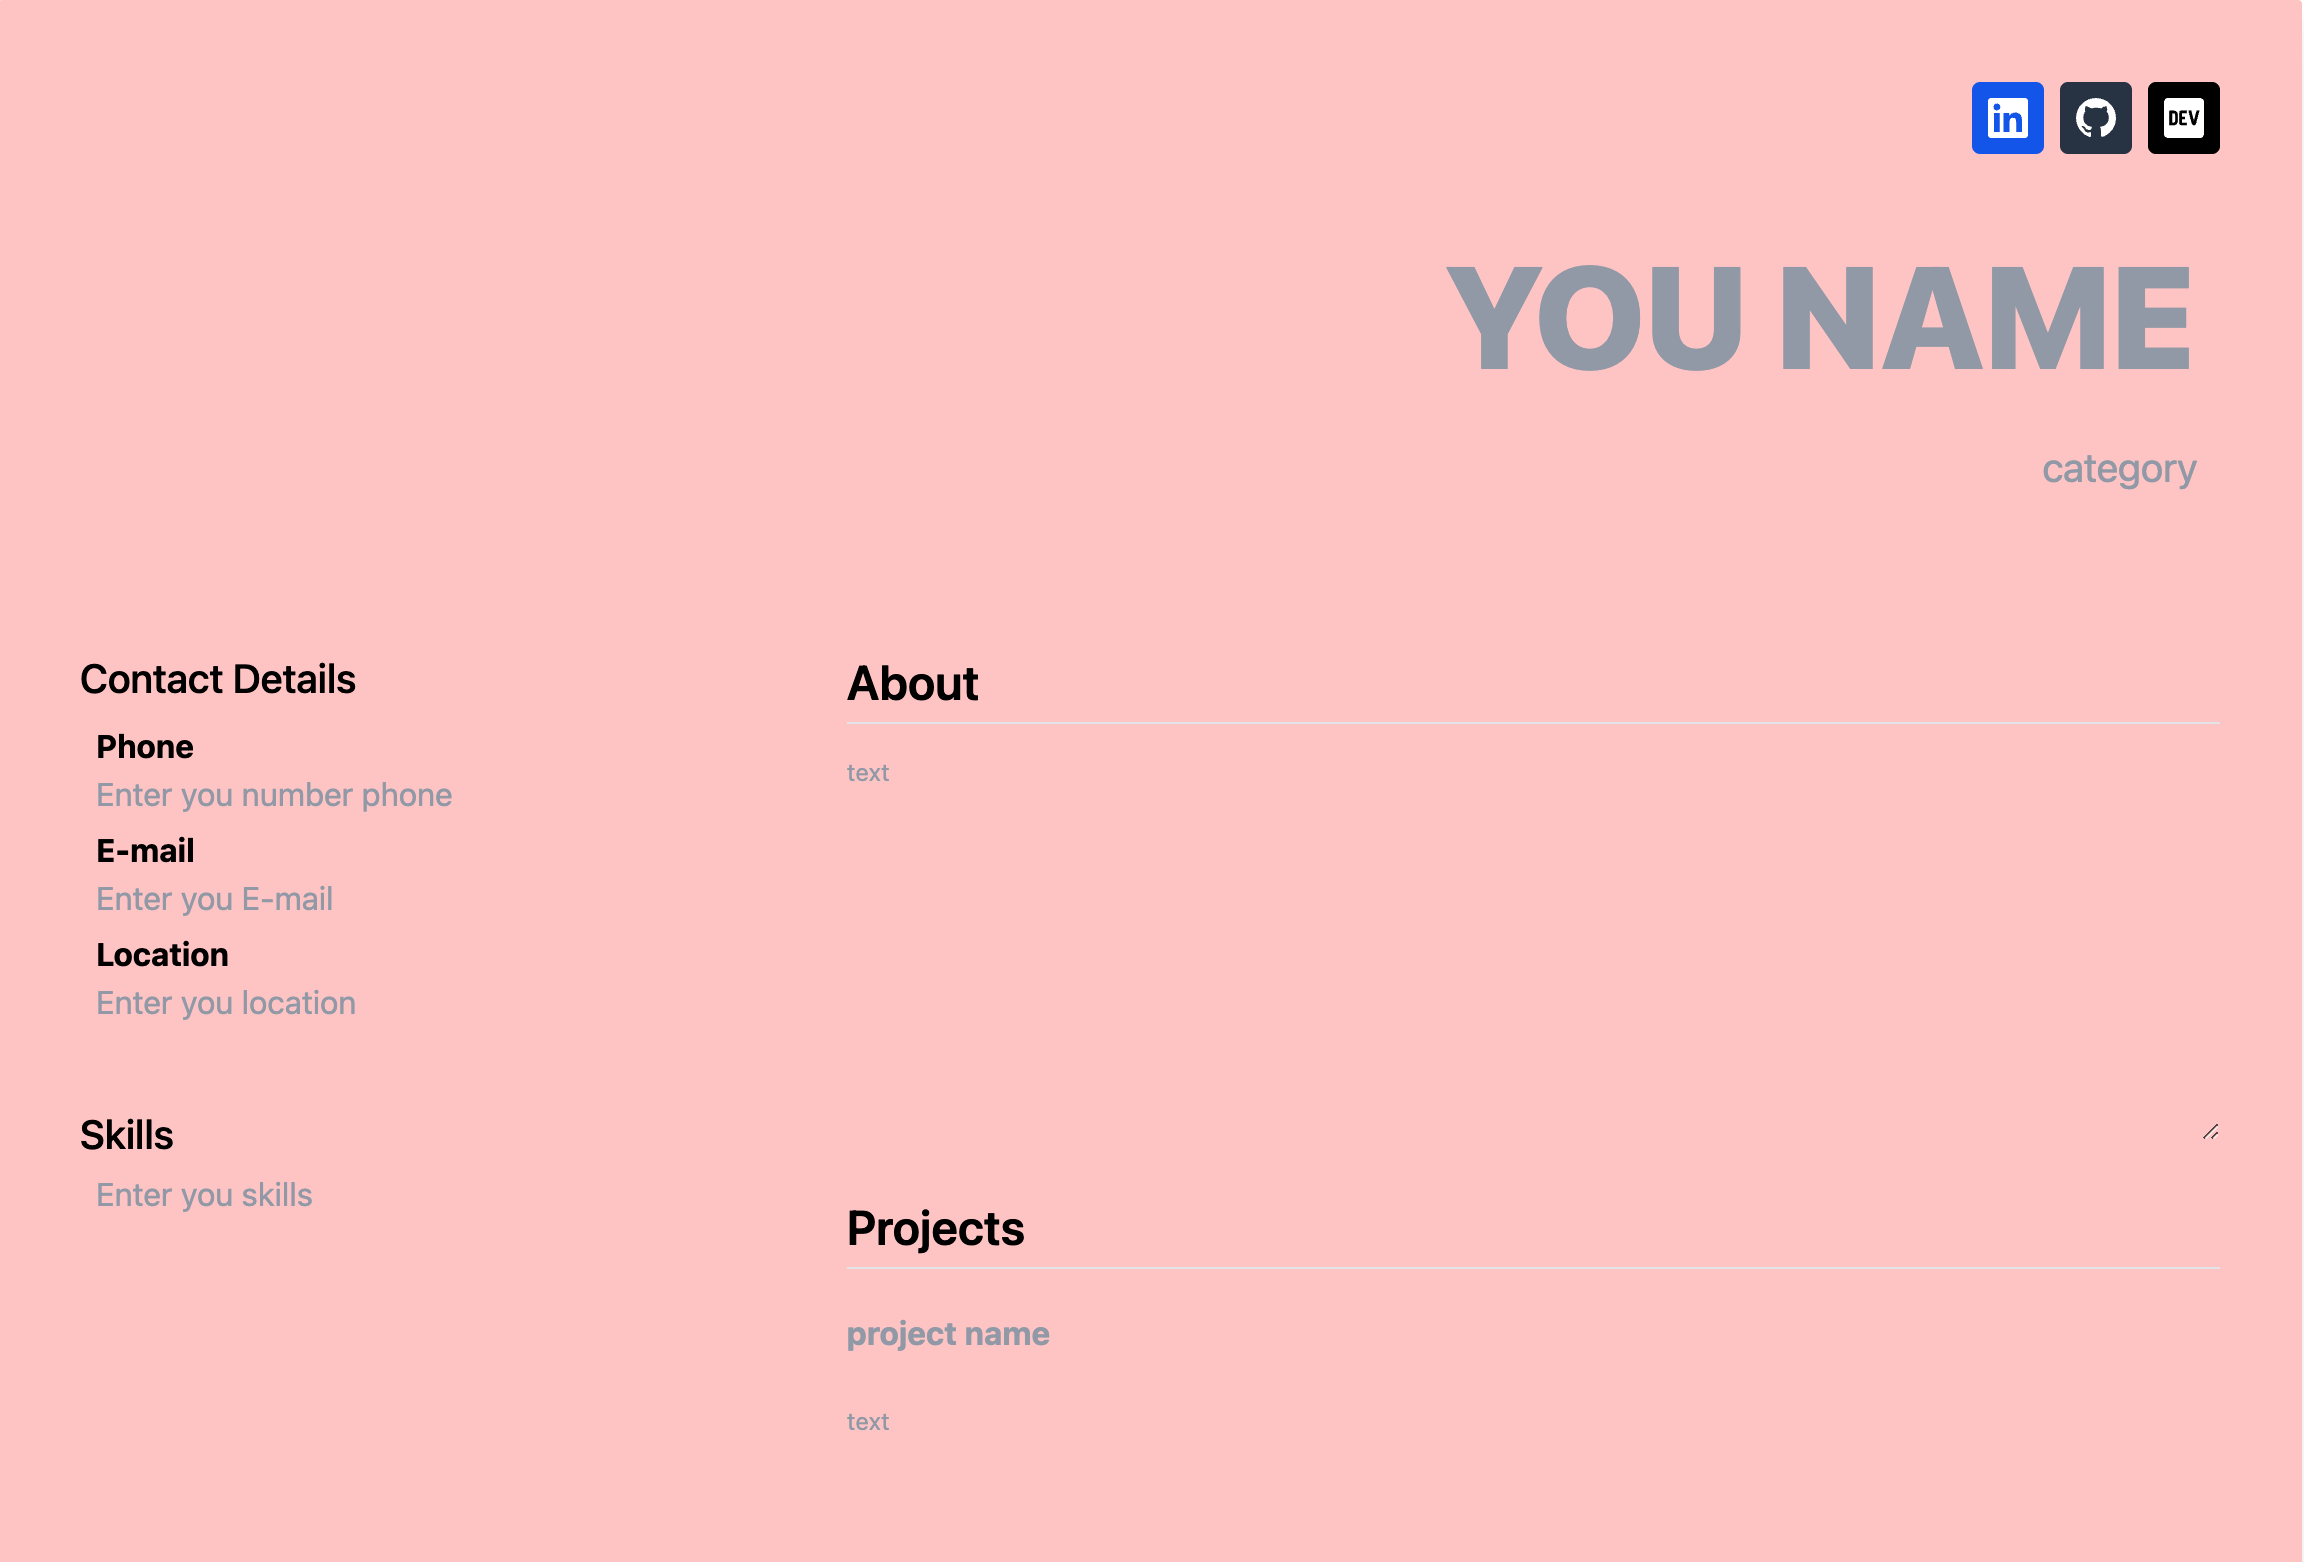 in
DEV
YOU NAME
category
Contact Details
Phone
Enter you number phone
E-mail
Enter you E-mail
Location
Enter you location
Skills
Enter you skills
About
text
Projects
project name
text